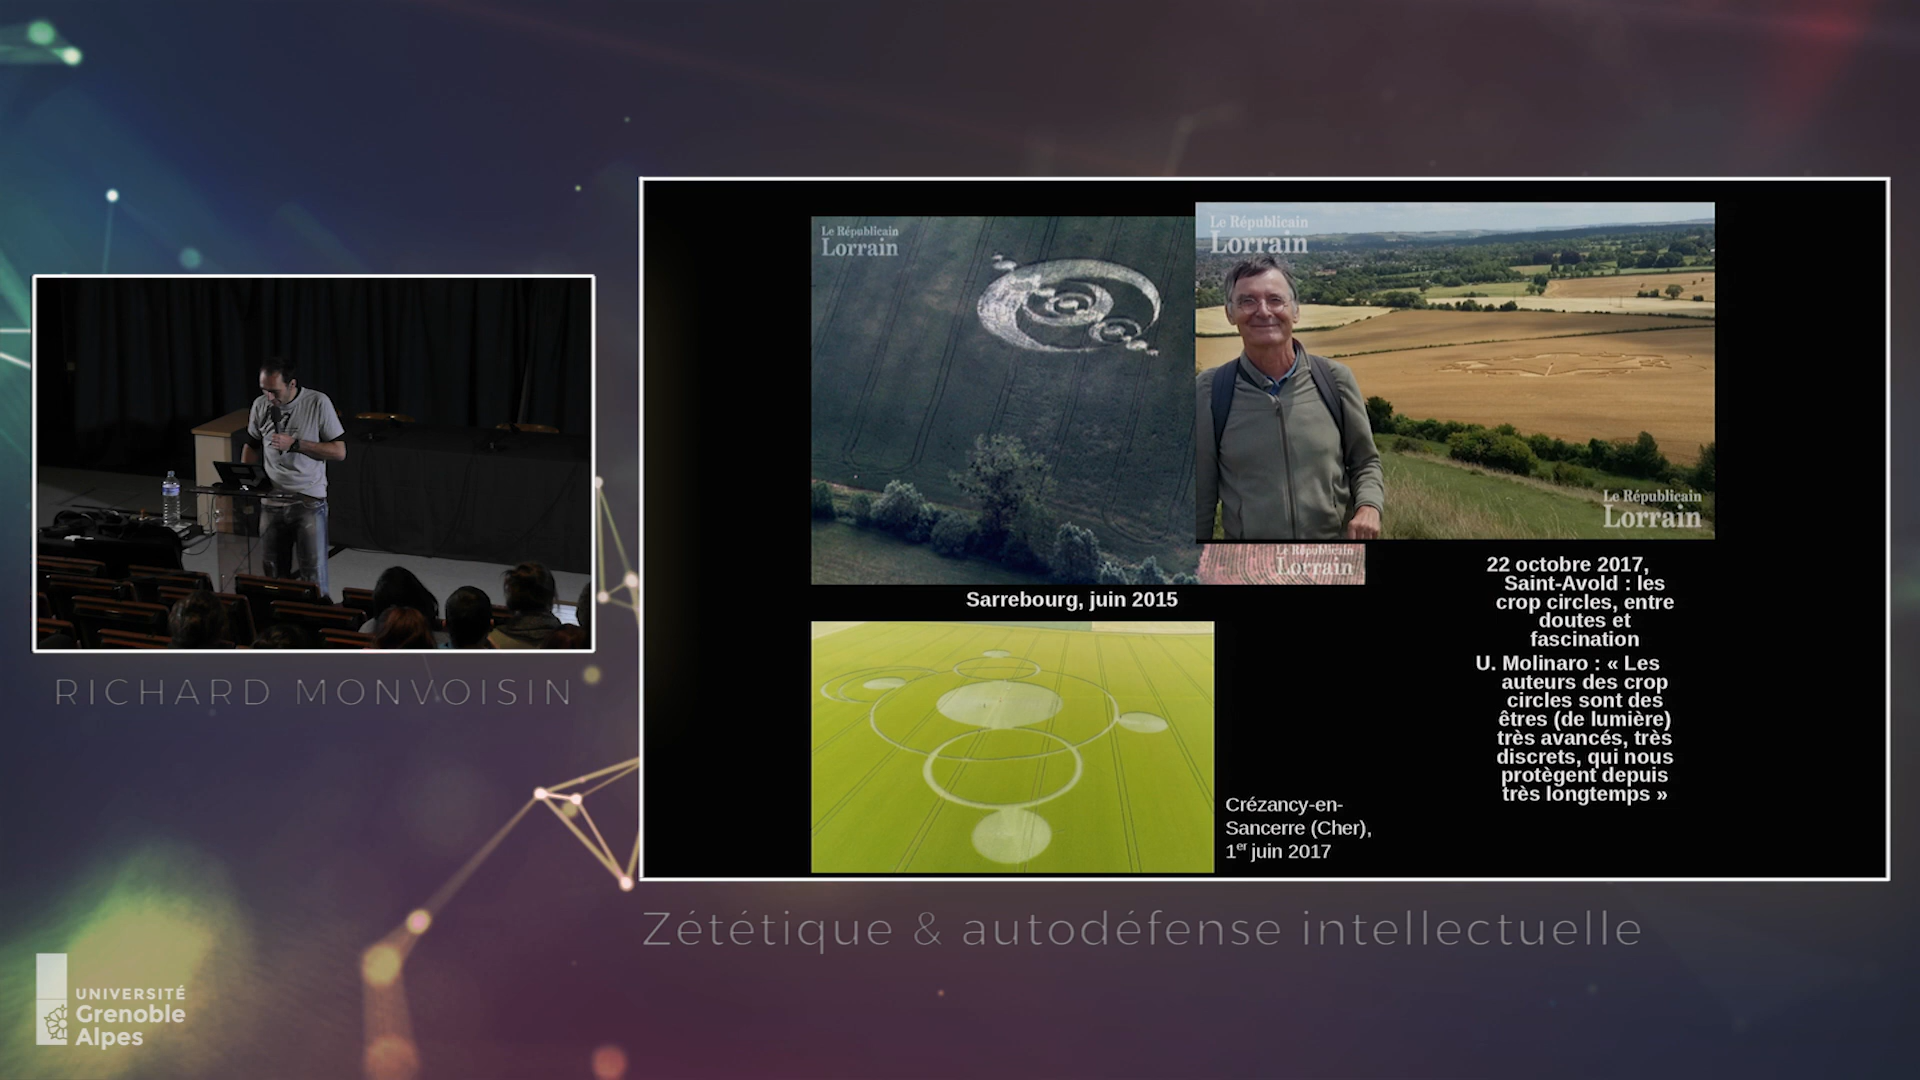 Le Républicain
Lorrain
Le Républicain
Lorrain
Le Républicain
Lorrain
Le Républicain
Lorrain
Sarrebourg, juin 2015
22 octobre 2017,
Saint-Avold : les
crop circles, entre
doutes et
fascination
U. Molinaro : « Les
auteurs des crop
circles sont des
êtres (de lumière)
très avancés, très
discrets, qui nous
protègent depuis
très longtemps »
Crézancy-en-
Sancerre (Cher),
1er juin 2017
RICHARD MONVOISIN
Zététique & autodéfense intellectuelle
UNIVERSITÉ
Grenoble
Alpes